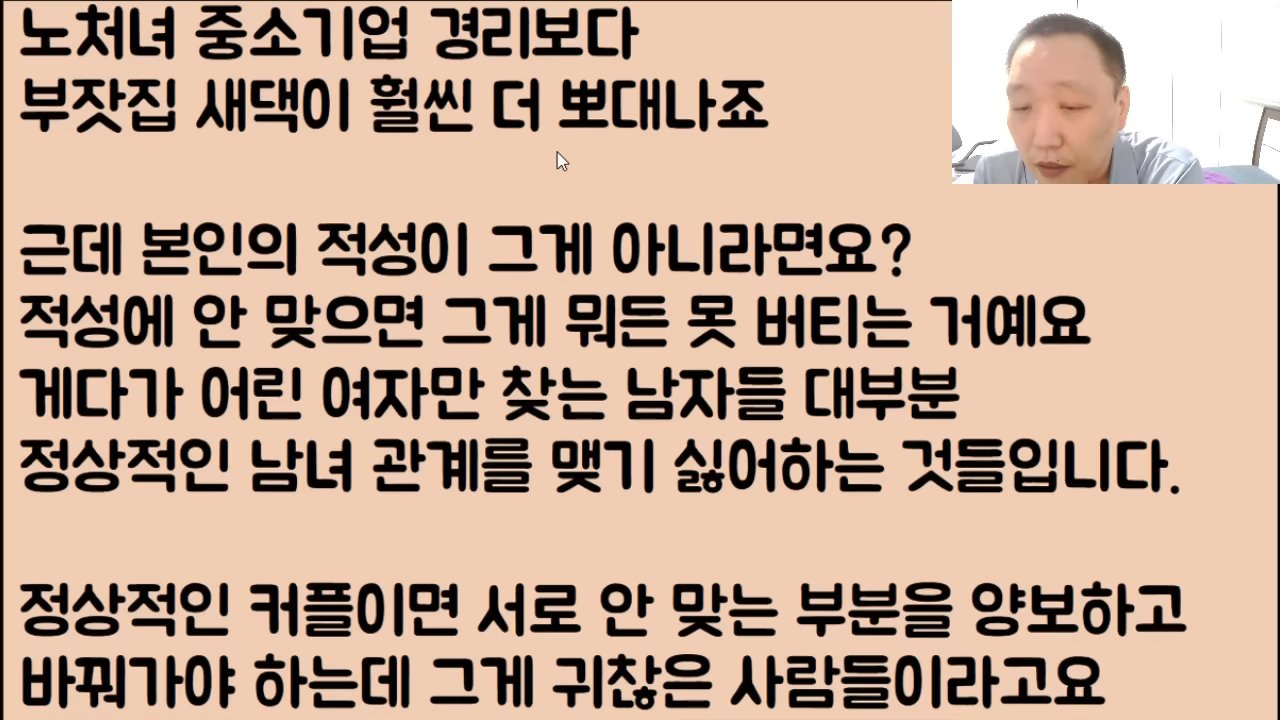 노처녀 중소기업 경리보다
부잣집 새댁이 훨씬 더 뽀대나죠
근데 본인의 적성이 그게 아니라면요?
적성에 안 맞으면 그게 뭐든 못 버티는 거예요
게다가 어린 여자만 찾는 남자들 대부분
정상적인 남녀 관계를 맺기 싫어하는 것들입니다.
정상적인 커플이면 서로 안 맞는 부분을 양보하고
바꿔가야 하는데 그게 귀찮은 사람들이라고요